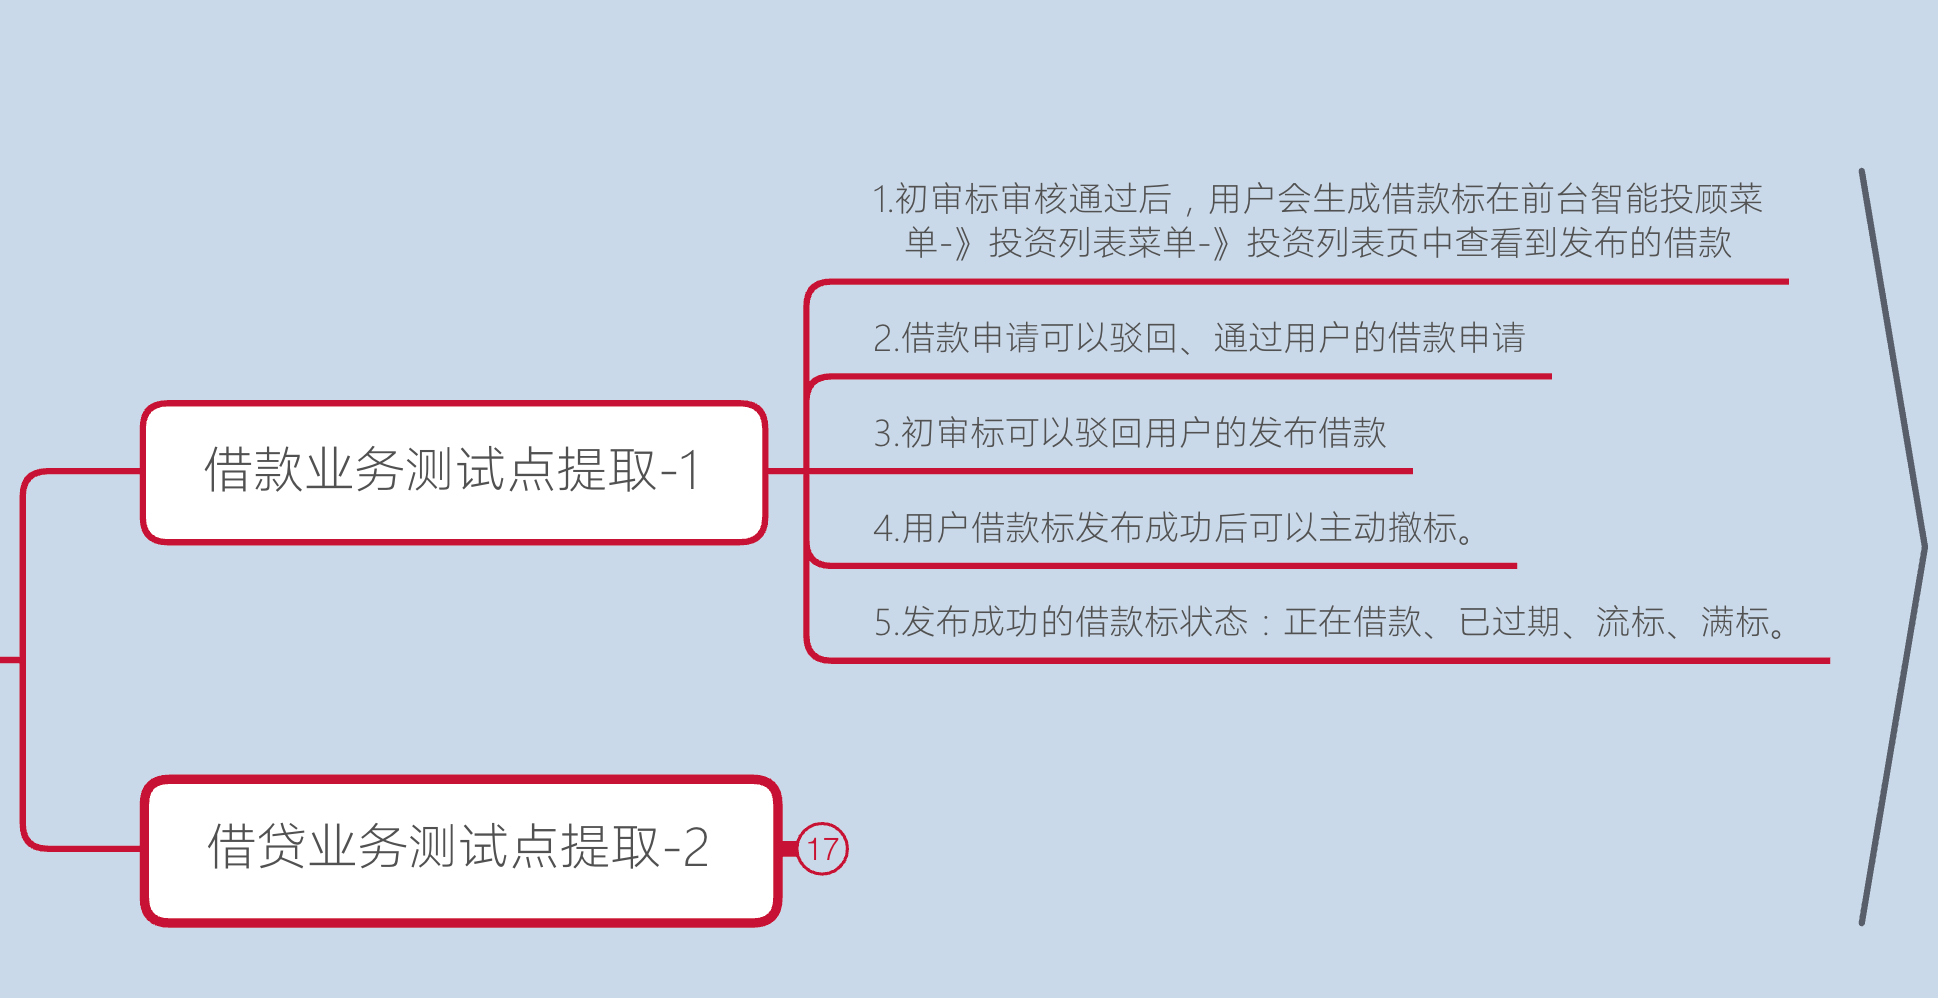 1.初审标审核通过后，用户会生成借款标在前台智能投顾菜
单-》投资列表菜单-》投资列表页中查看到发布的借款
2.借款申请可以驳回、通过用户的借款申请
3.初审标可以驳回用户的发布借款
借款业务测试点提取-1
4.用户借款标发布成功后可以主动撤标。
5.发布成功的借款标状态：正在借款、已过期、流标、满标。
借贷业务测试点提取-2
17